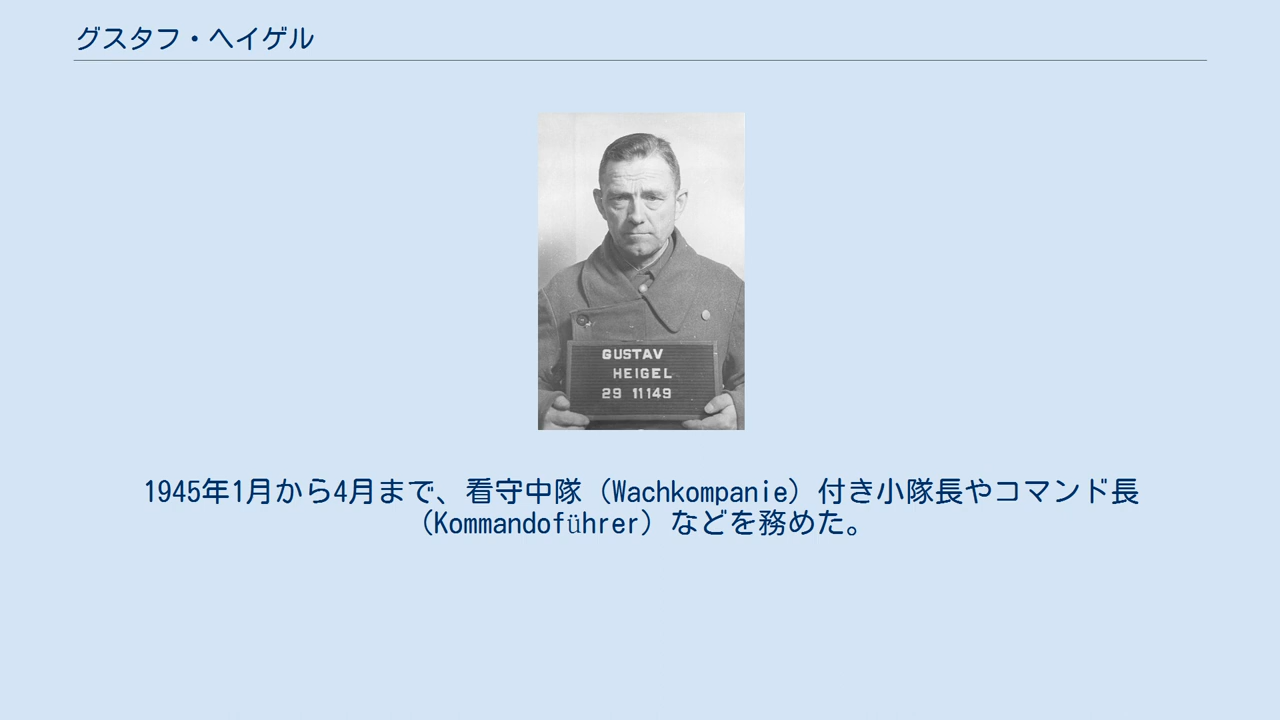 グスタフ・ヘイゲル
GUSTAV
HEIGEL
29 11149
1945年1月から4月まで、看守中隊（Wachkompanie）付き小隊長やコマンド長
（Kommandoführer）などを務めた。